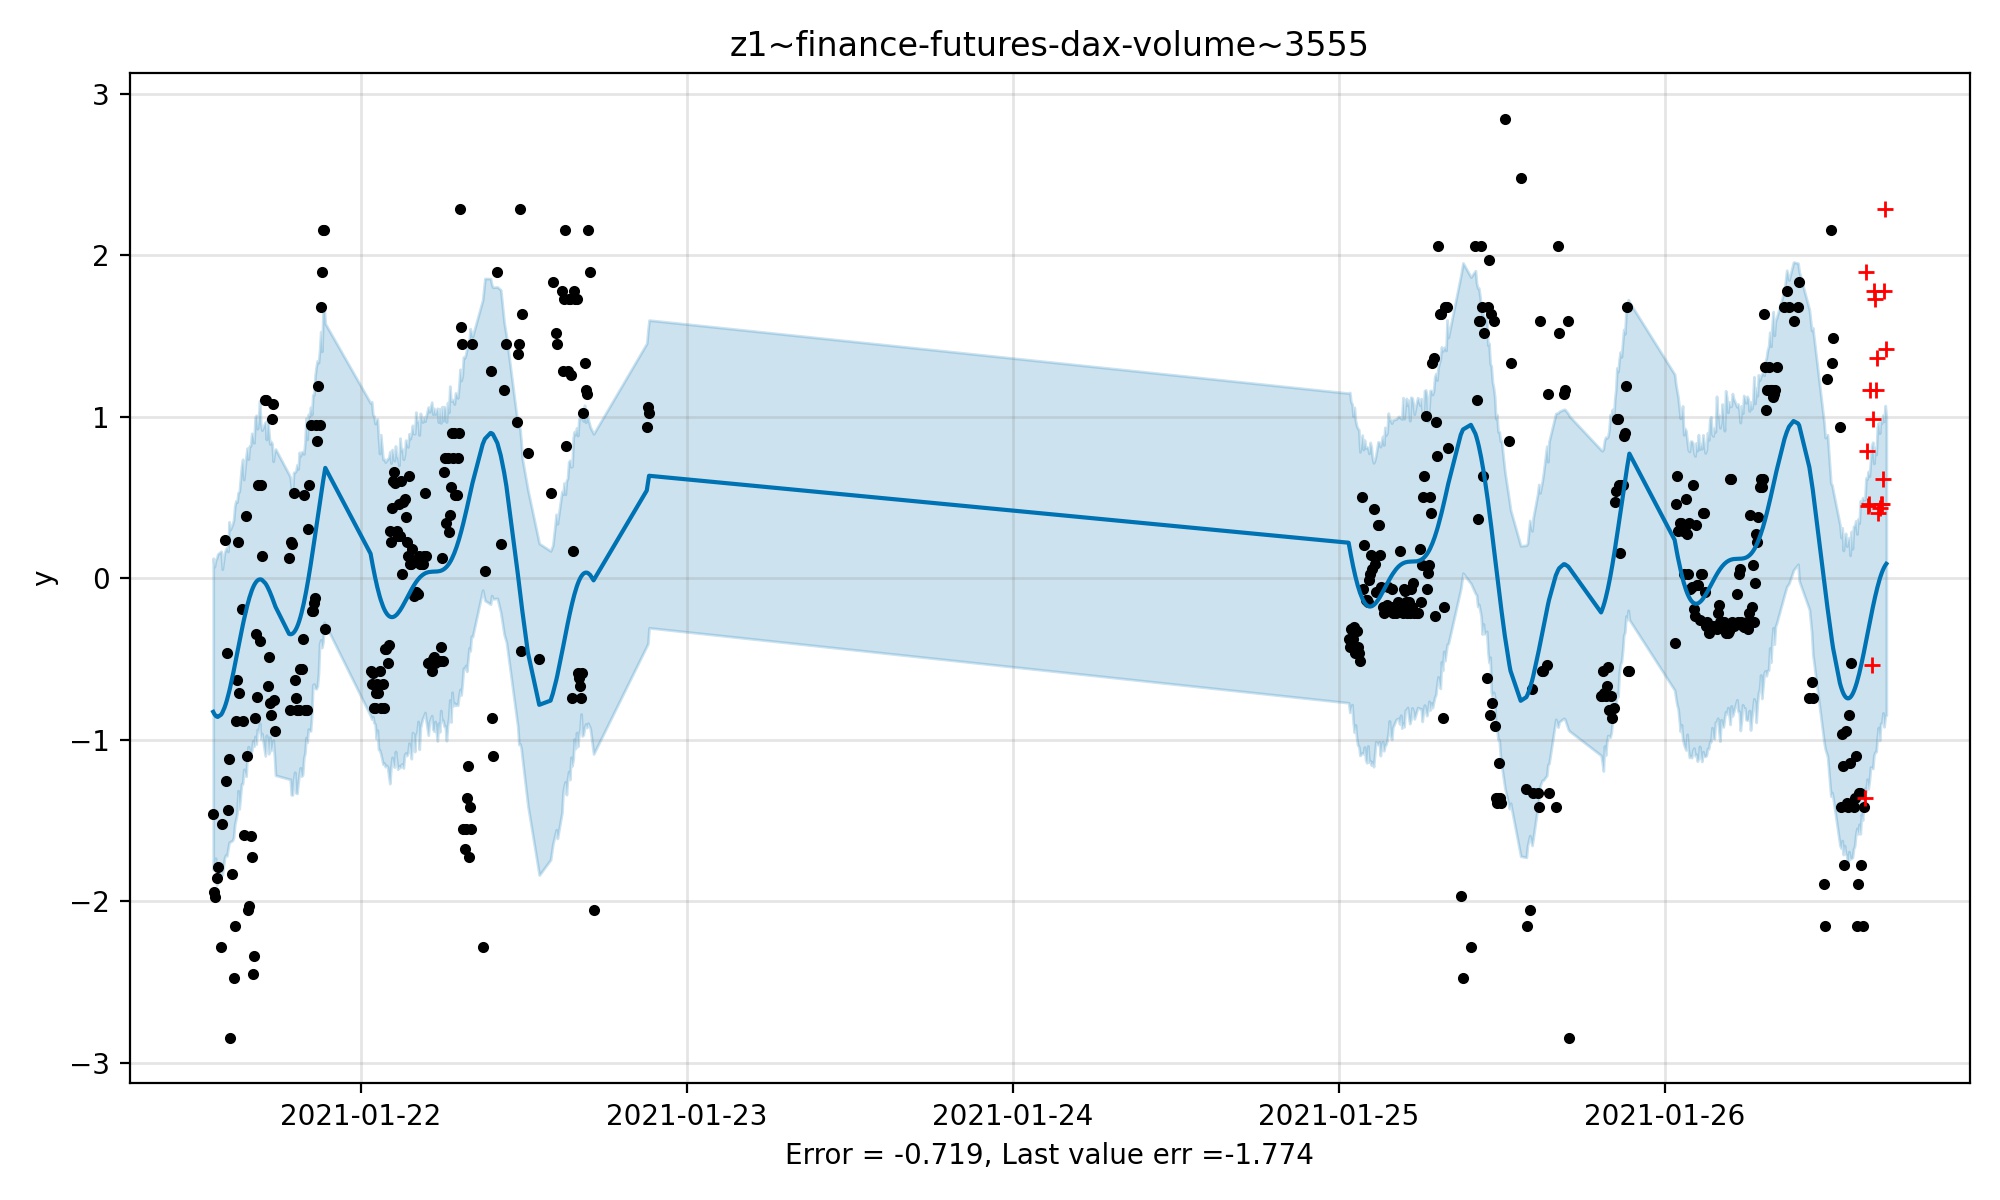 z1~finance-futures-dax-volume~3555
3
2
1
0
−1
−2
−3
y
2021-01-22 2021-01-23 2021-01-24 2021-01-25 2021-01-26
Error = -0.719, Last value err =-1.774